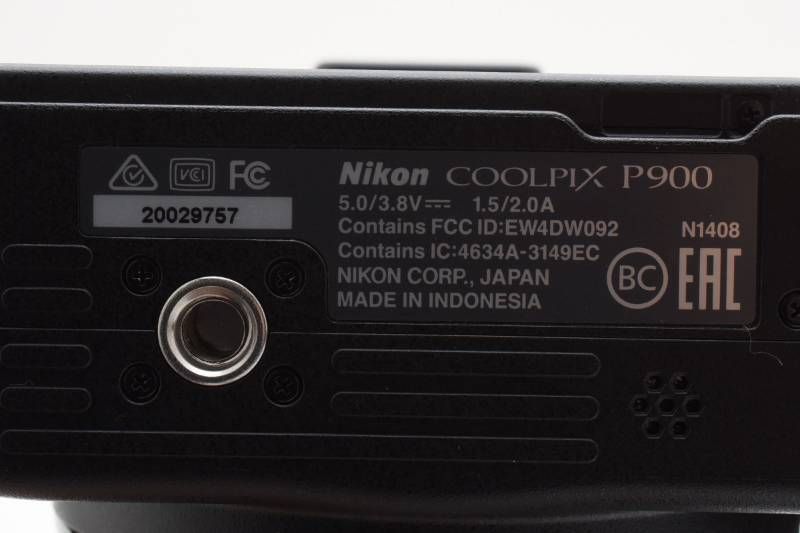 VCI FC
20029757
Nikon COOLPIX P900
5.0/3.8V⎓ 1.5/2.0A
Contains FCC ID:EW4DW092 N1408
Contains IC:4634A-3149EC
NIKON CORP., JAPAN
MADE IN INDONESIA
BC EAC